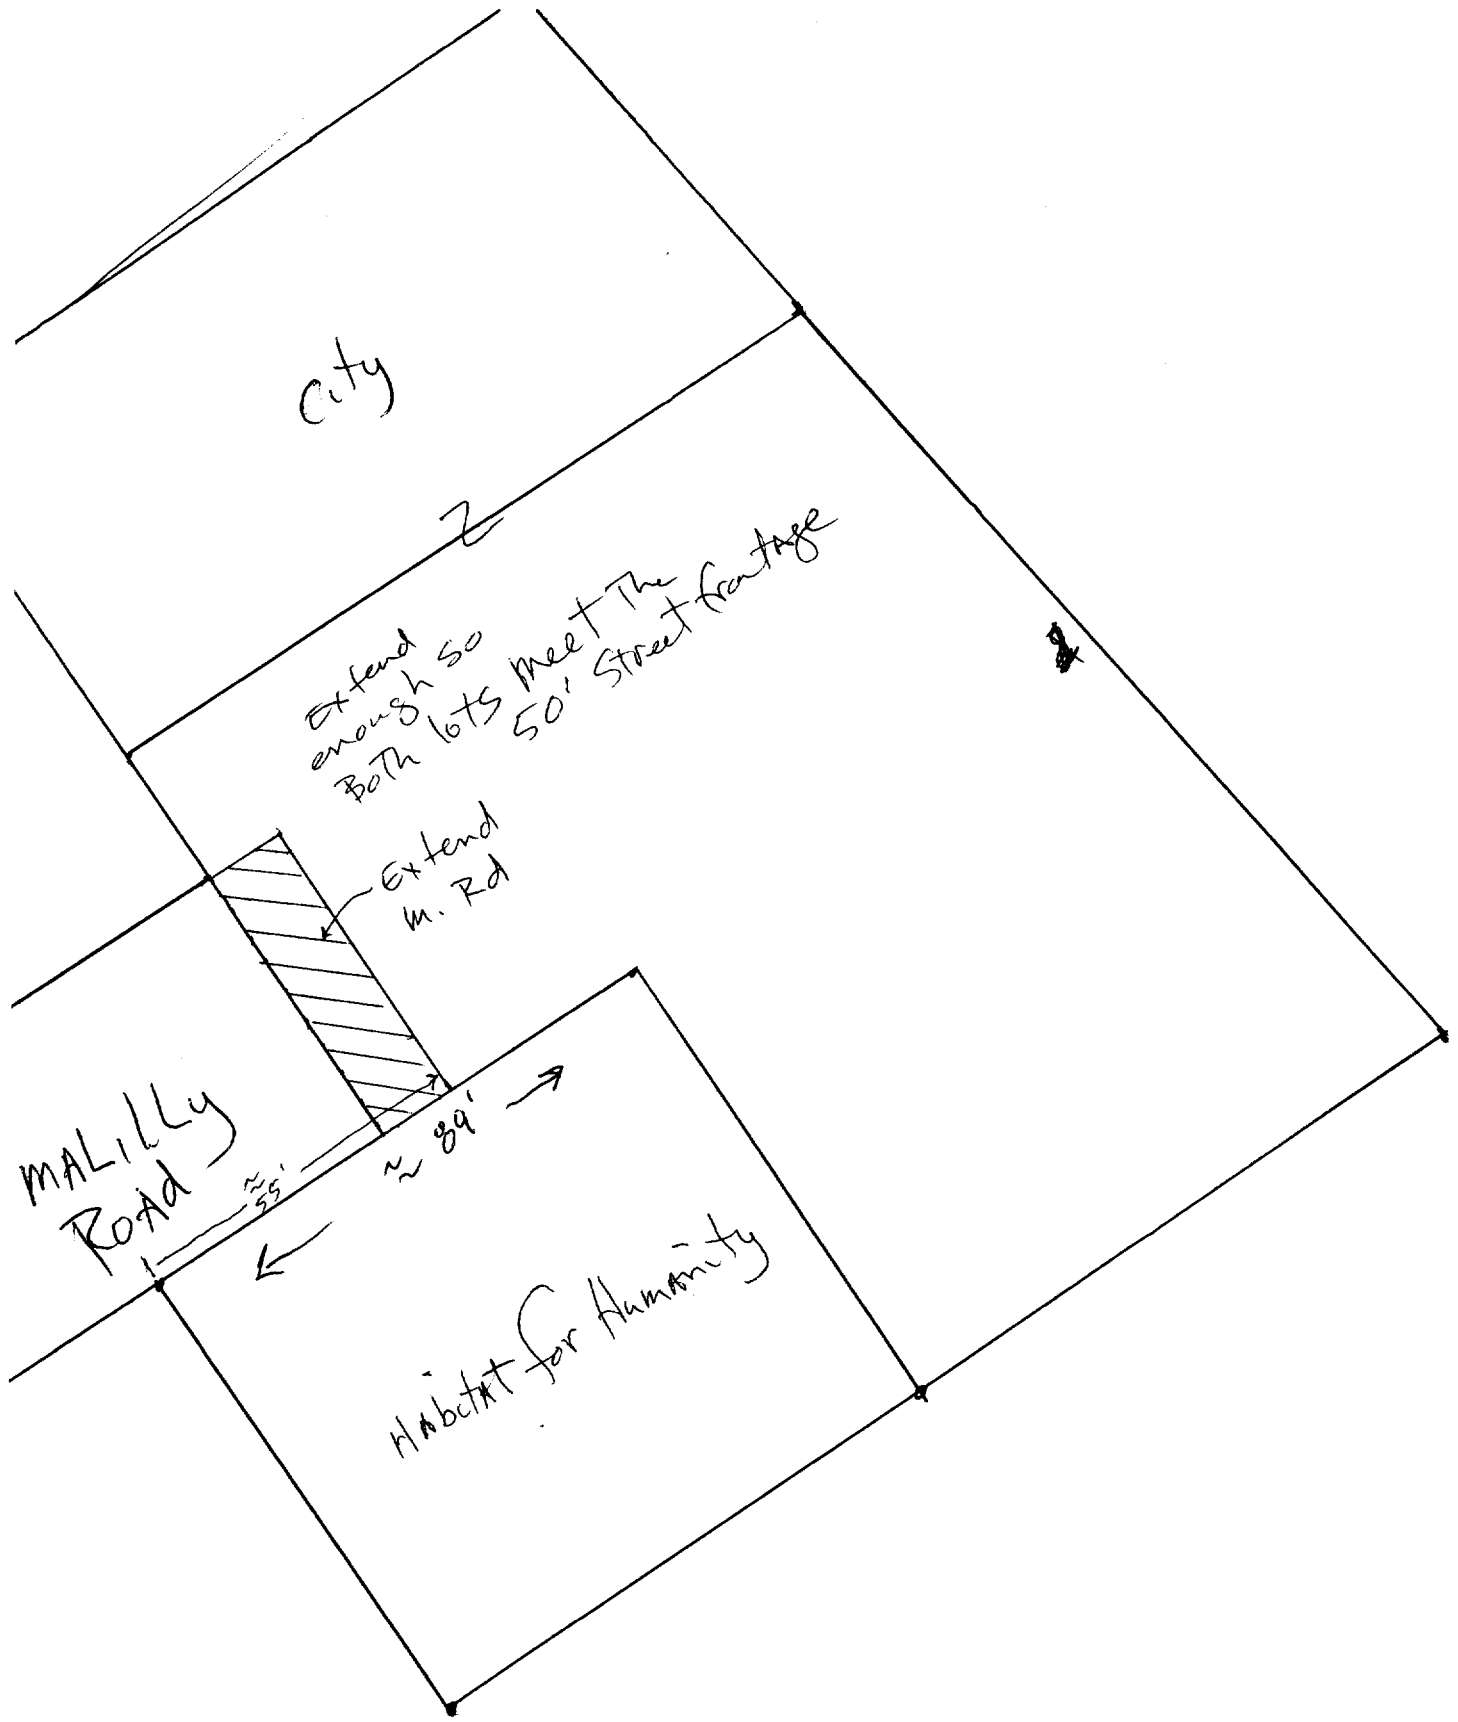 City
Extend
enough so
Both lots meet The
50' Street frontage
Extend
m. Rd
MALiLLy
ROAd
≈ 55'
≈ 89'
HAbitAt for HumAnity